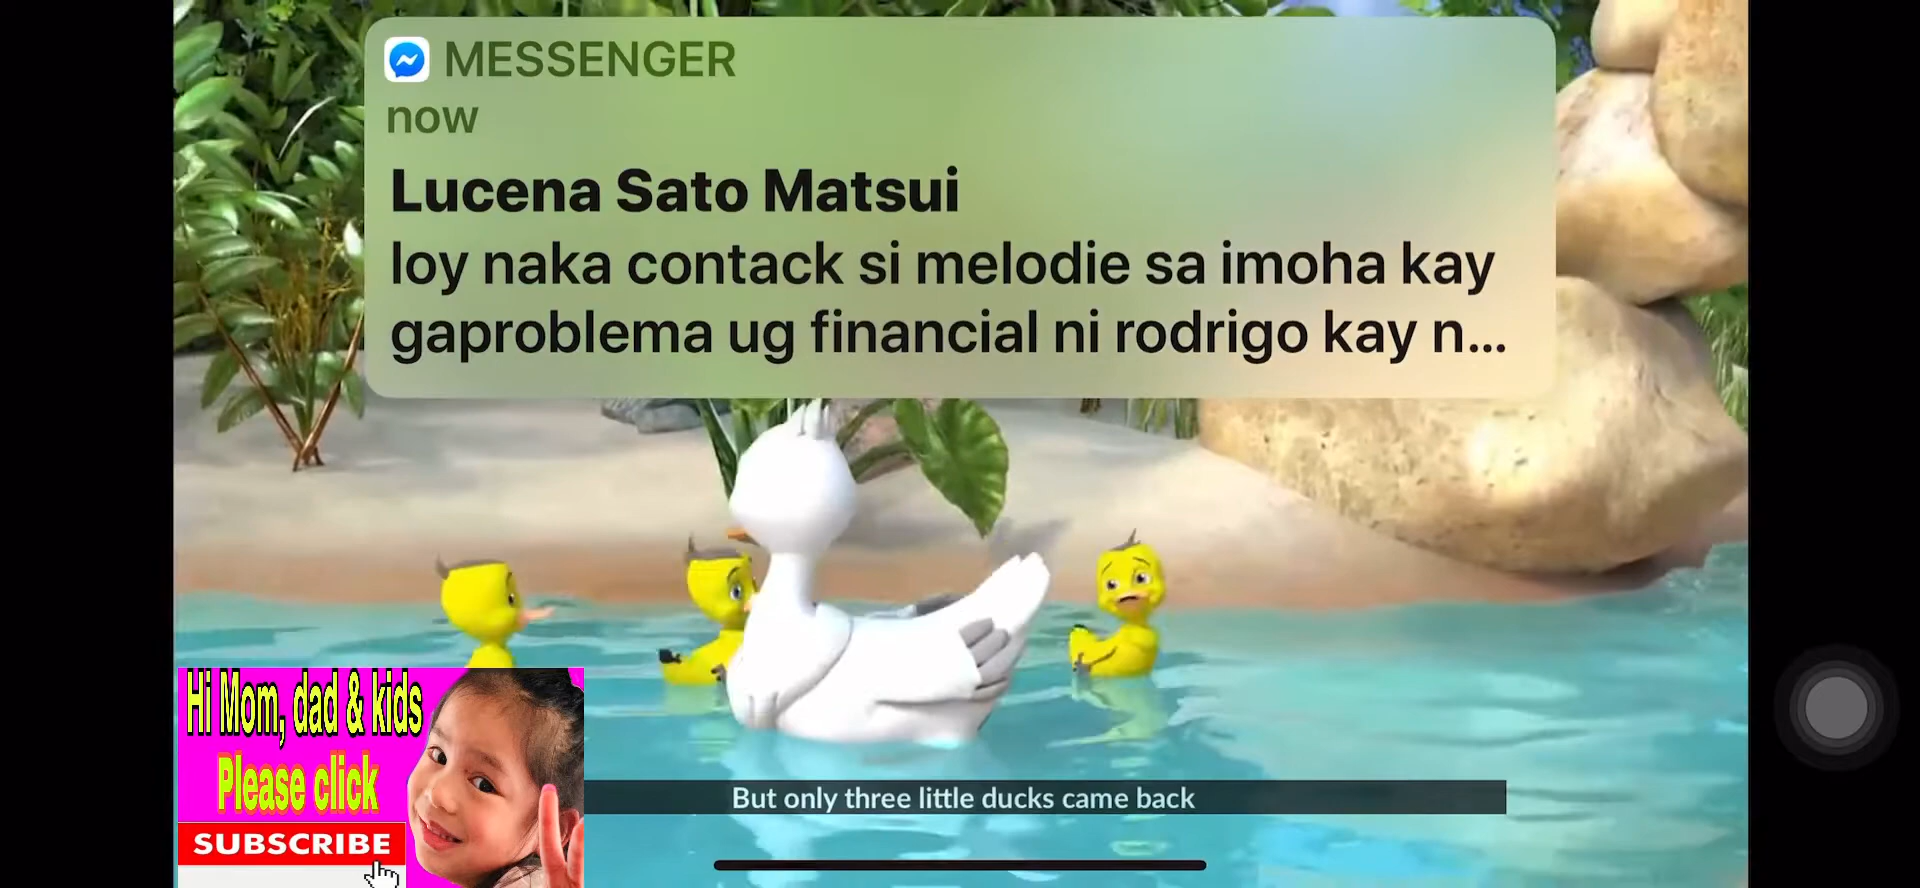 MESSENGER
now
Lucena Sato Matsui
loy naka contack si melodie sa imoha kay
gaproblema ug financial ni rodrigo kay n...
Hi Mom, dad & kids
Please click
SUBSCRIBE
But only three little ducks came back